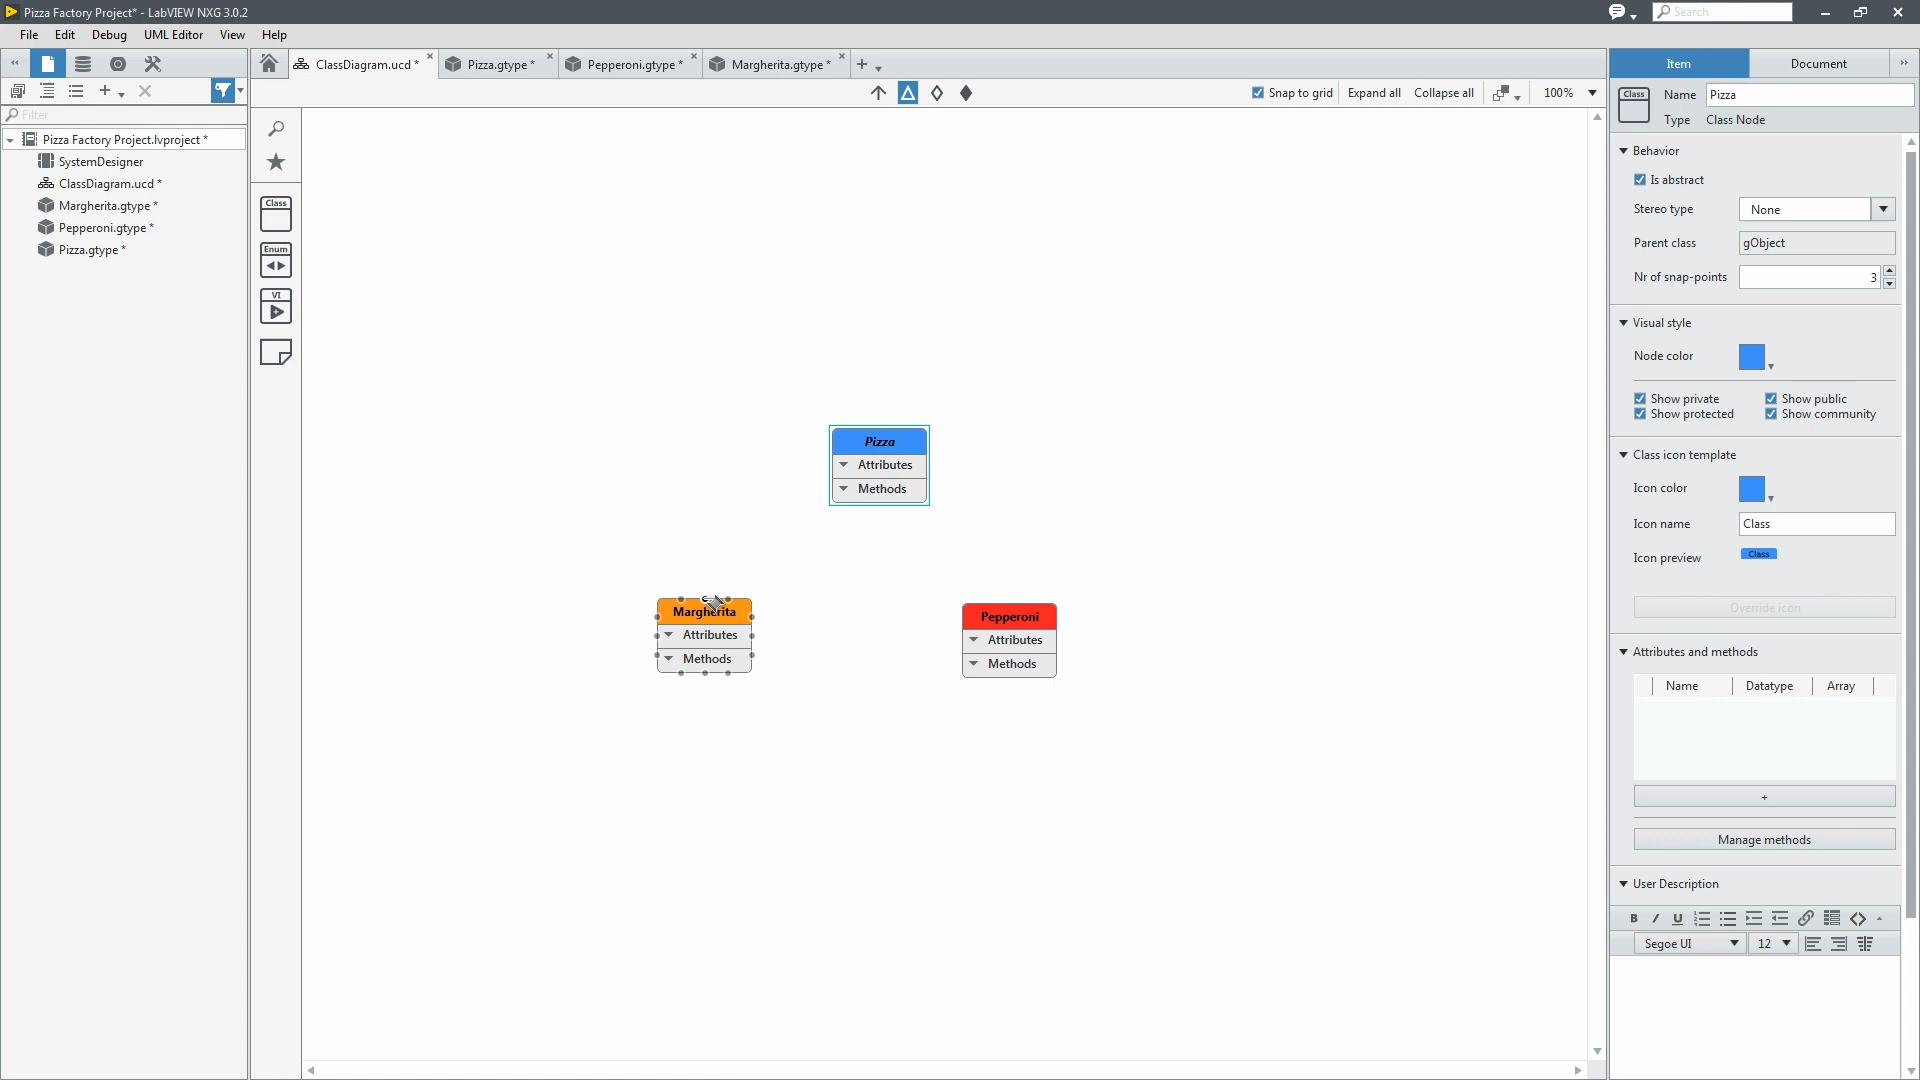 Pizza Factory Project* - LabVIEW NXG 3.0.2
Search
File Edit Debug UML Editor View Help
ClassDiagram.ucd *
Pizza.gtype *
Pepperoni.gtype *
Margherita.gtype *
Item
Document
Snap to grid
Expand all
Collapse all
100%
Filter
Pizza Factory Project.lvproject *
SystemDesigner
ClassDiagram.ucd *
Margherita.gtype *
Pepperoni.gtype *
Pizza.gtype *
Class
Enum
VI
Pizza
Attributes
Methods
Margherita
Attributes
Methods
Pepperoni
Attributes
Methods
Class
Name Pizza
Type Class Node
Behavior
Is abstract
Stereo type None
Parent class gObject
Nr of snap-points 3
Visual style
Node color
Show private Show public
Show protected Show community
Class icon template
Icon color
Icon name Class
Icon preview Class
Override icon
Attributes and methods
Name Datatype Array
+
Manage methods
User Description
B I U
Segoe UI 12